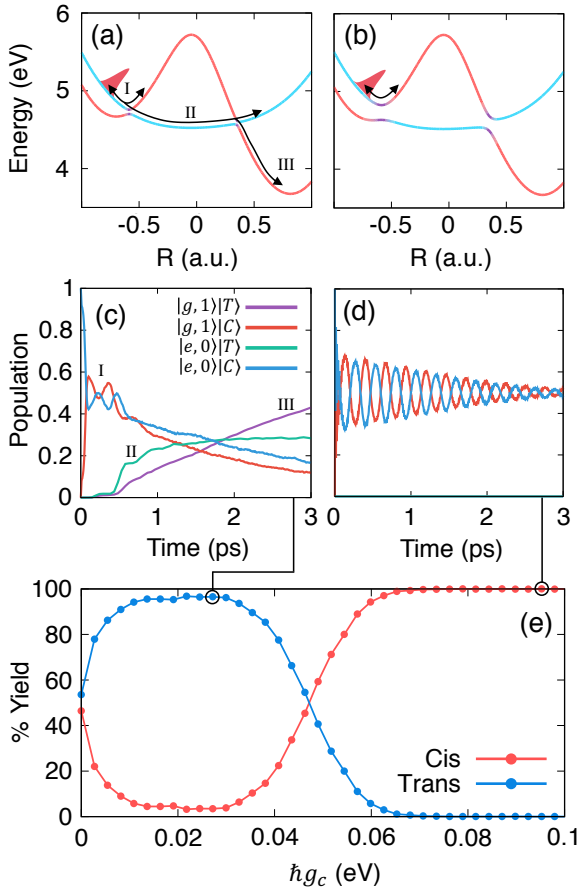 (a)
(b)
6
5
4
Energy (eV)
I
II
III
-0.5
0
0.5
-0.5
0
0.5
R (a.u.)
R (a.u.)
(c)
(d)
|g, 1⟩|T⟩
|g, 1⟩|C⟩
|e, 0⟩|T⟩
|e, 0⟩|C⟩
1
0.8
0.6
0.4
0.2
0
Population
I
II
III
0
1
2
3
0
1
2
3
Time (ps)
Time (ps)
(e)
100
80
60
40
20
0
% Yield
Cis
Trans
0
0.02
0.04
0.06
0.08
0.1
ℏg_c (eV)